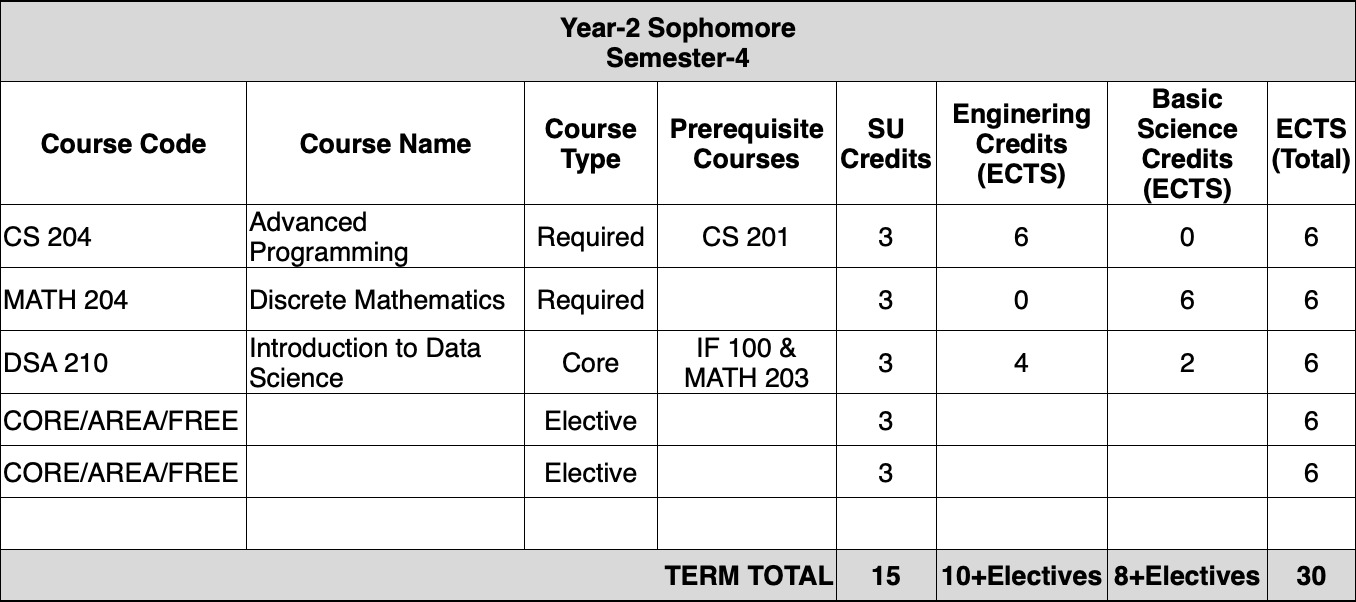 Year-2 Sophomore
Semester-4
Course Code Course Name Course Type Prerequisite Courses SU Credits Enginering Credits (ECTS) Basic Science Credits (ECTS) ECTS (Total)
CS 204 Advanced Programming Required CS 201 3 6 0 6
MATH 204 Discrete Mathematics Required 3 0 6 6
DSA 210 Introduction to Data Science Core IF 100 & MATH 203 3 4 2 6
CORE/AREA/FREE Elective 3 6
CORE/AREA/FREE Elective 3 6
TERM TOTAL 15 10+Electives 8+Electives 30